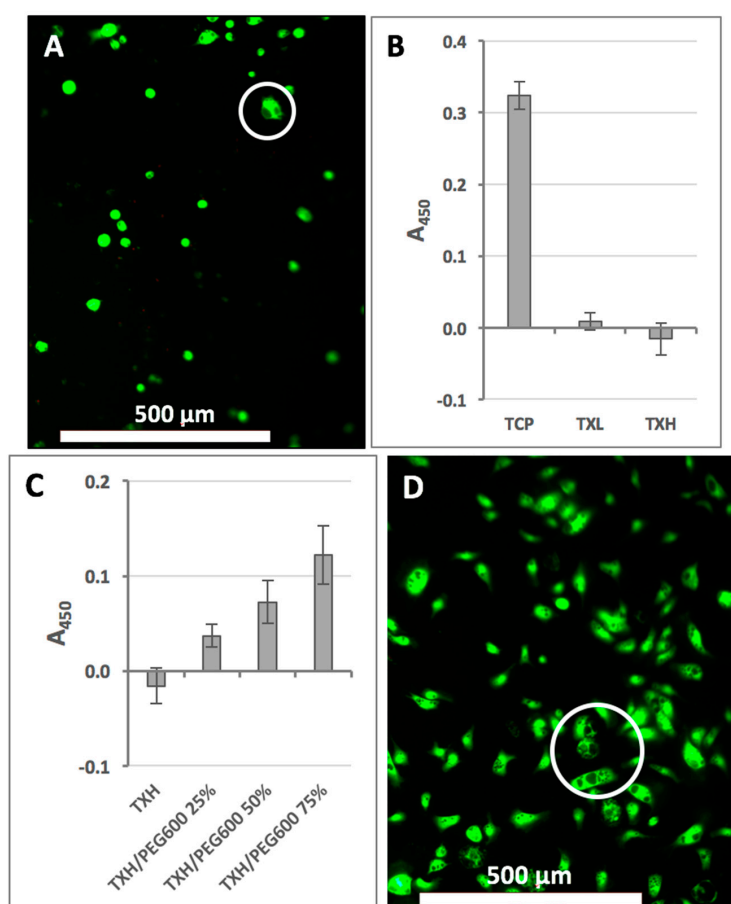 A
500 µm
B
0.4
0.3
0.2
0.1
0.0
-0.1
A450
TCP TXL TXH
C
0.2
0.1
0.0
-0.1
A450
TXH
TXH/PEG600 25%
TXH/PEG600 50%
TXH/PEG600 75%
D
500 µm